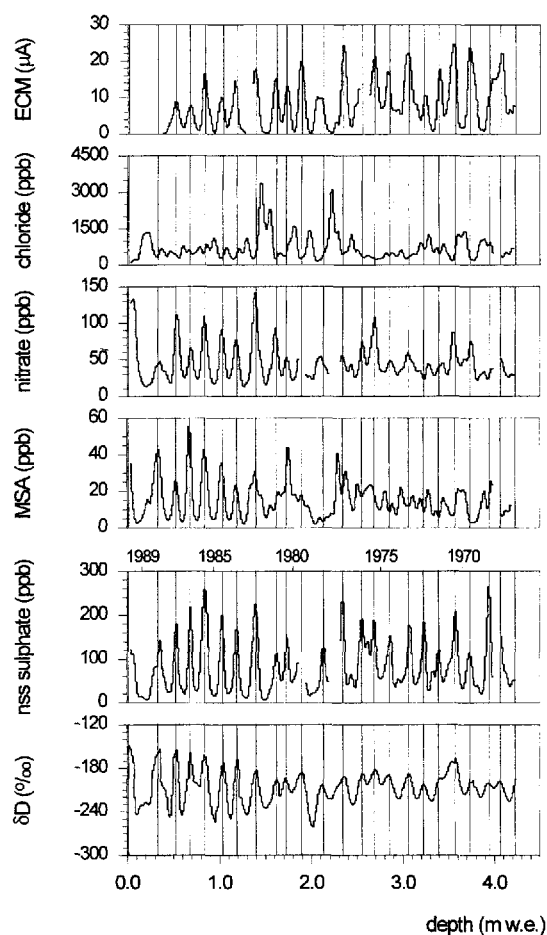 ECM (µA)
30
20
10
0
chloride (ppb)
4500
3000
1500
0
nitrate (ppb)
150
100
50
0
MSA (ppb)
60
40
20
0
1989 1985 1980 1975 1970
nss sulphate (ppb)
300
200
100
0
δD (º/oo)
-120
-180
-240
-300
0.0 1.0 2.0 3.0 4.0
depth (m w.e.)